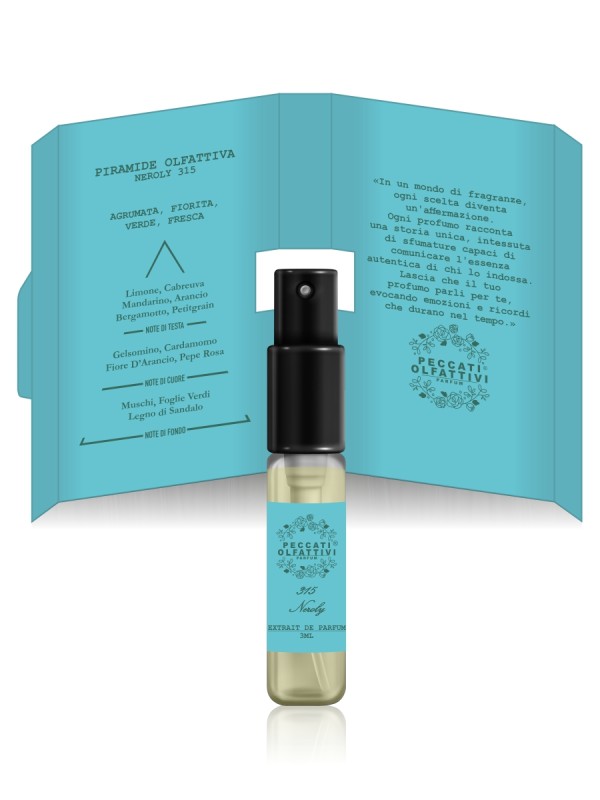 PIRAMIDE OLFATTIVA
NEROLY 315
AGRUMATA, FIORITA,
VERDE, FRESCA
Limone, Cabreuva
Mandarino, Arancio
Bergamotto, Petitgrain
NOTE DI TESTA
Gelsomino, Cardamomo
Fiore D'Arancio, Pepe Rosa
NOTE DI CUORE
Muschi, Foglie Verdi
Legno di Sandalo
NOTE DI FONDO
«In un mondo di fragranze,
ogni scelta diventa
un'affermazione.
Ogni profumo racconta
una storia unica, intessuta
di sfumature capaci di
comunicare l'essenza
autentica di chi lo indossa.
Lascia che il tuo
profumo parli per te,
evocando emozioni e ricordi
che durano nel tempo.»
PECCATI
OLFATTIVI
PARFUM
PECCATI
OLFATTIVI
PARFUM
315
Neroly
EXTRAIT DE PARFUM
3ML